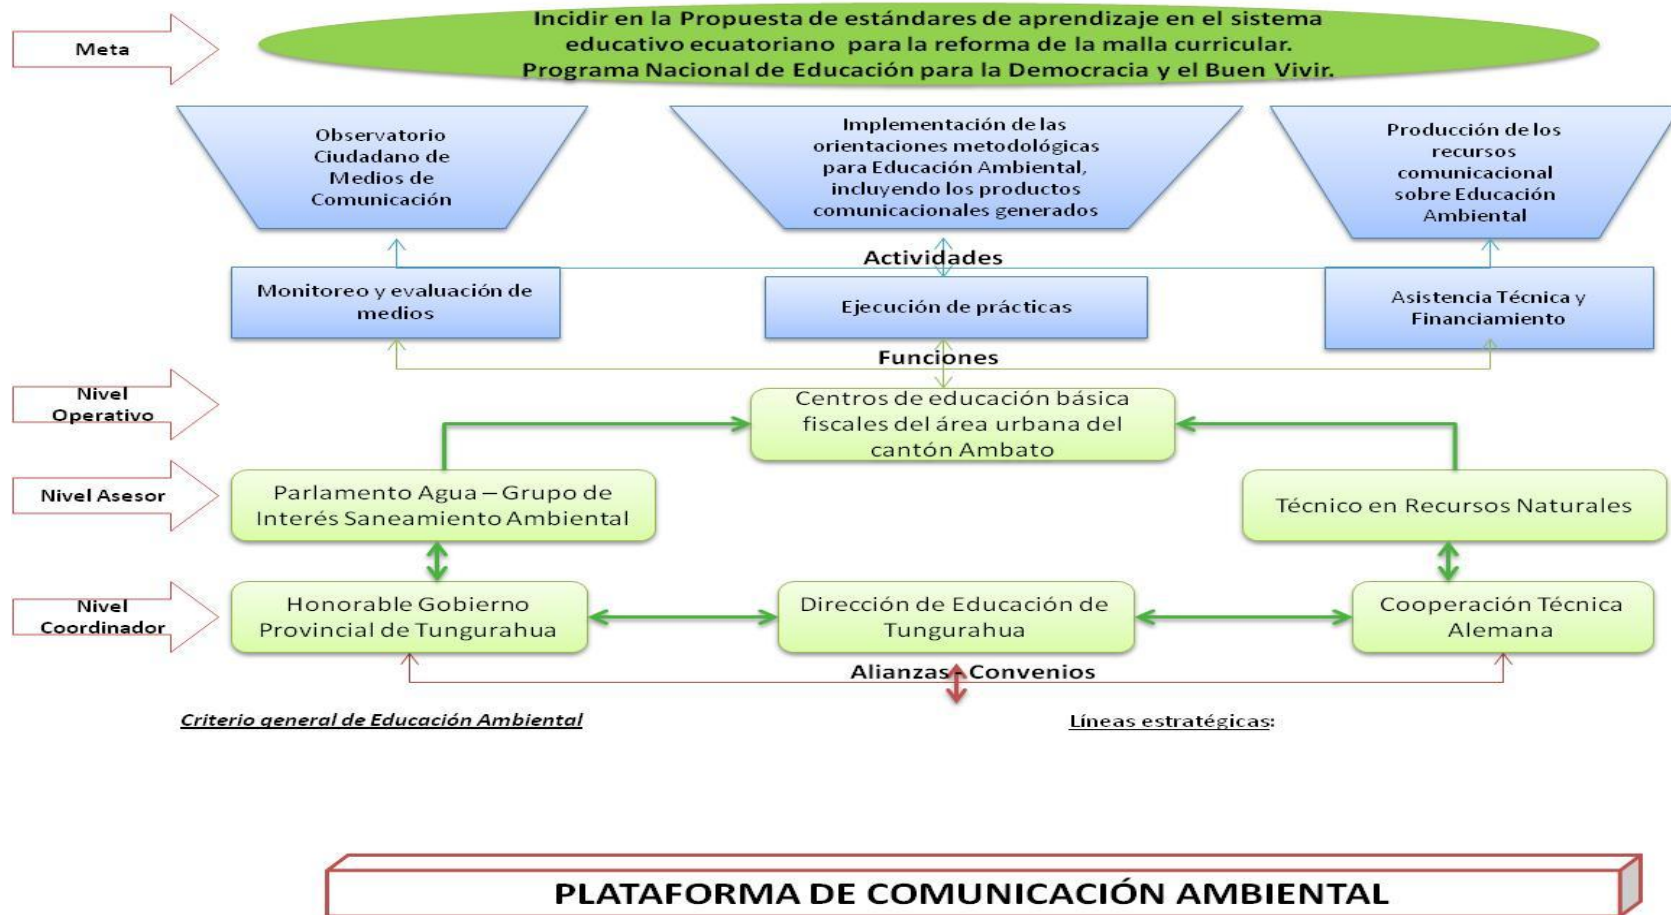 Meta
Incidir en la Propuesta de estándares de aprendizaje en el sistema
educativo ecuatoriano para la reforma de la malla curricular.
Programa Nacional de Educación para la Democracia y el Buen Vivir.
Observatorio
Ciudadano de
Medios de
Comunicación
Implementación de las
orientaciones metodológicas
para Educación Ambiental,
incluyendo los productos
comunicacionales generados
Producción de los
recursos
comunicacional
sobre Educación
Ambiental
Actividades
Monitoreo y evaluación de
medios
Ejecución de prácticas
Asistencia Técnica y
Financiamiento
Funciones
Nivel
Operativo
Centros de educación básica
fiscales del área urbana del
cantón Ambato
Nivel Asesor
Parlamento Agua – Grupo de
Interés Saneamiento Ambiental
Técnico en Recursos Naturales
Nivel
Coordinador
Honorable Gobierno
Provincial de Tungurahua
Dirección de Educación de
Tungurahua
Cooperación Técnica
Alemana
Alianzas - Convenios
Criterio general de Educación Ambiental
Líneas estratégicas:
PLATAFORMA DE COMUNICACIÓN AMBIENTAL